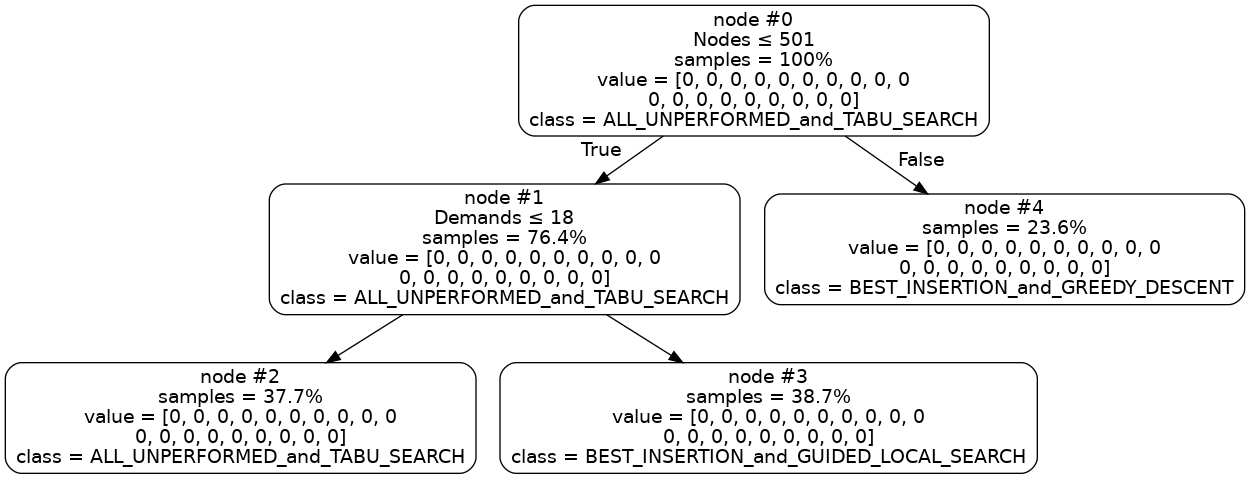 node #0
Nodes ≤ 501
samples = 100%
value = [0, 0, 0, 0, 0, 0, 0, 0, 0, 0
0, 0, 0, 0, 0, 0, 0, 0, 0]
class = ALL_UNPERFORMED_and_TABU_SEARCH
True
False
node #1
Demands ≤ 18
samples = 76.4%
value = [0, 0, 0, 0, 0, 0, 0, 0, 0, 0
0, 0, 0, 0, 0, 0, 0, 0, 0]
class = ALL_UNPERFORMED_and_TABU_SEARCH
node #4
samples = 23.6%
value = [0, 0, 0, 0, 0, 0, 0, 0, 0, 0
0, 0, 0, 0, 0, 0, 0, 0, 0]
class = BEST_INSERTION_and_GREEDY_DESCENT
node #2
samples = 37.7%
value = [0, 0, 0, 0, 0, 0, 0, 0, 0, 0
0, 0, 0, 0, 0, 0, 0, 0, 0]
class = ALL_UNPERFORMED_and_TABU_SEARCH
node #3
samples = 38.7%
value = [0, 0, 0, 0, 0, 0, 0, 0, 0, 0
0, 0, 0, 0, 0, 0, 0, 0, 0]
class = BEST_INSERTION_and_GUIDED_LOCAL_SEARCH